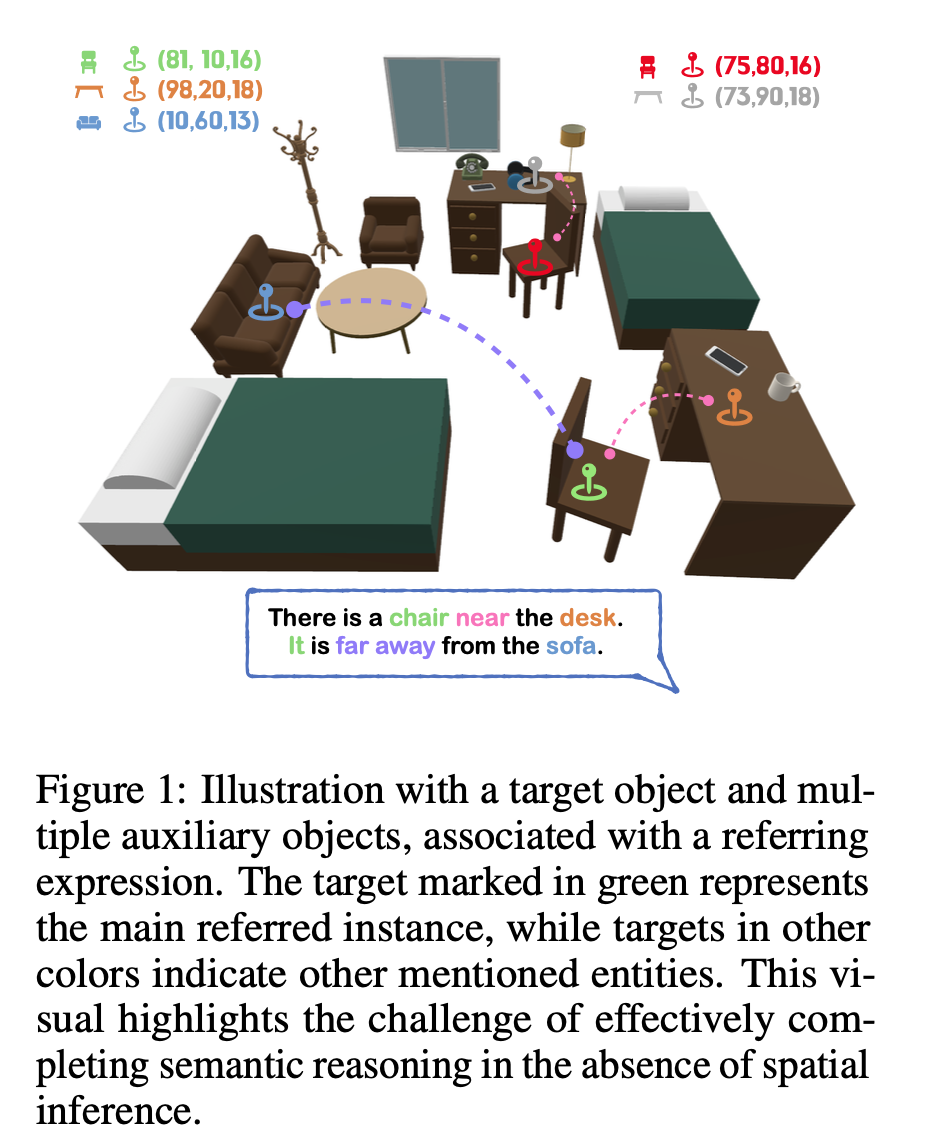 (81, 10,16)
(98,20,18)
(10,60,13)
(75,80,16)
(73,90,18)
There is a chair near the desk.
It is far away from the sofa.
Figure 1: Illustration with a target object and mul-
tiple auxiliary objects, associated with a referring
expression. The target marked in green represents
the main referred instance, while targets in other
colors indicate other mentioned entities. This vi-
sual highlights the challenge of effectively com-
pleting semantic reasoning in the absence of spatial
inference.